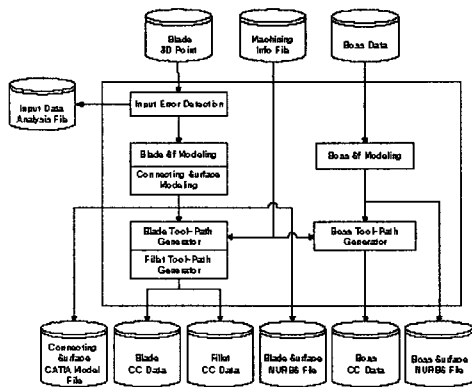 Blade
3D Point
Machining
Info File
Boss Data
Input Data
Analysis File
Input Error Detection
Blade Sf Modeling
Connecting Surface
Modeling
Boss Sf Modeling
Blade Tool-Path
Generator
Fillet Tool-Path
Generator
Boss Tool-Path
Generator
Connecting
Surface
CATIA Model
File
Blade
CC Data
Fillet
CC Data
Blade Surface
NURBS File
Boss
CC Data
Boss Surface
NURBS File